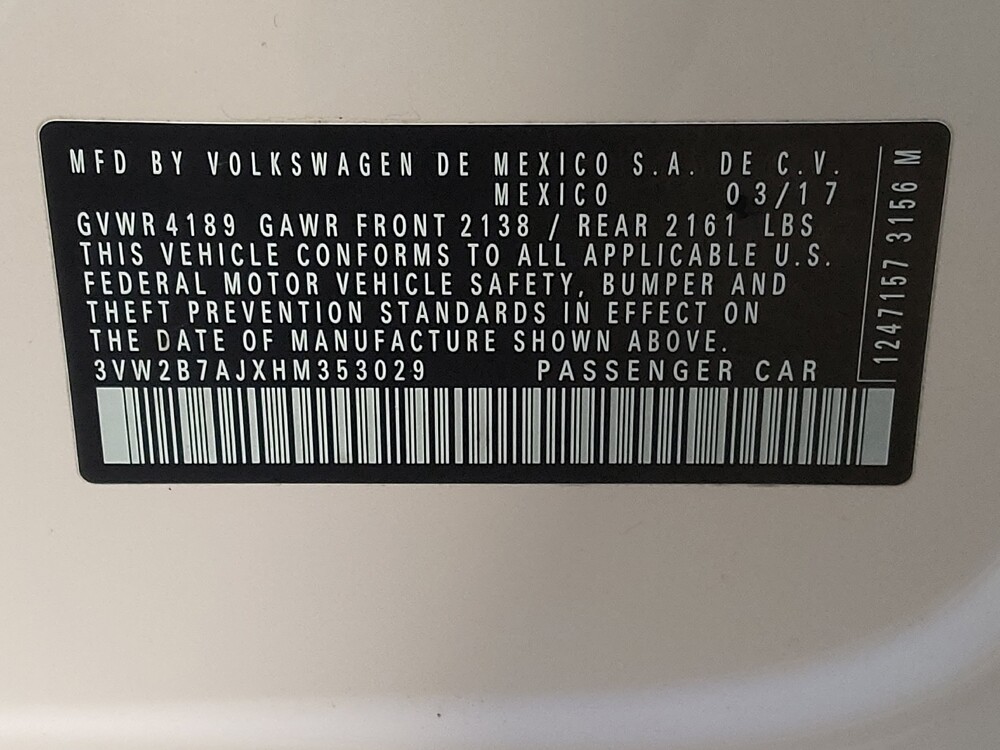 MFD BY VOLKSWAGEN DE MEXICO S.A. DE C.V.
MEXICO 03/17
GVWR 4189 GAWR FRONT 2138 / REAR 2161 LBS
THIS VEHICLE CONFORMS TO ALL APPLICABLE U.S.
FEDERAL MOTOR VEHICLE SAFETY, BUMPER AND
THEFT PREVENTION STANDARDS IN EFFECT ON
THE DATE OF MANUFACTURE SHOWN ABOVE.
3VW2B7AJXHM353029 PASSENGER CAR
1247157 3156 M